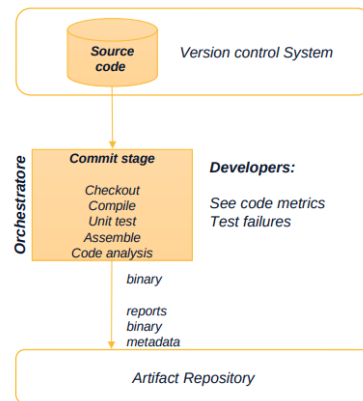 Source
code
Version control System
Orchestratore
Commit stage
Checkout
Compile
Unit test
Assemble
Code analysis
Developers:
See code metrics
Test failures
binary
reports
binary
metadata
Artifact Repository